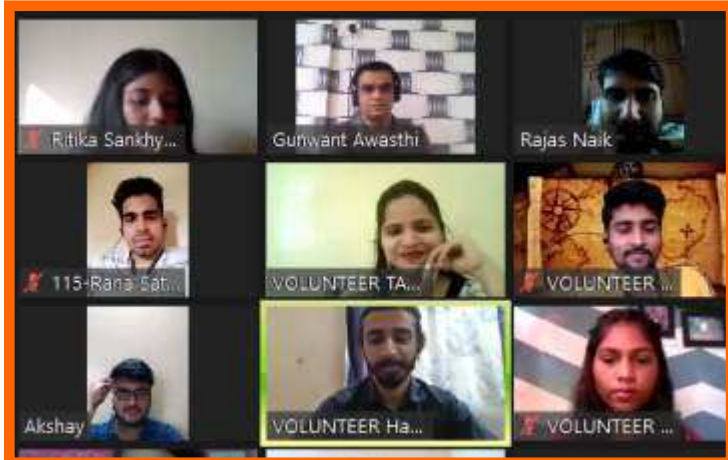 Ritika Sankhy...
Gunwant Awasthi
Rajas Naik
115-Rana Sat...
VOLUNTEER TA...
VOLUNTEER ...
Akshay
VOLUNTEER Ha...
VOLUNTEER ...